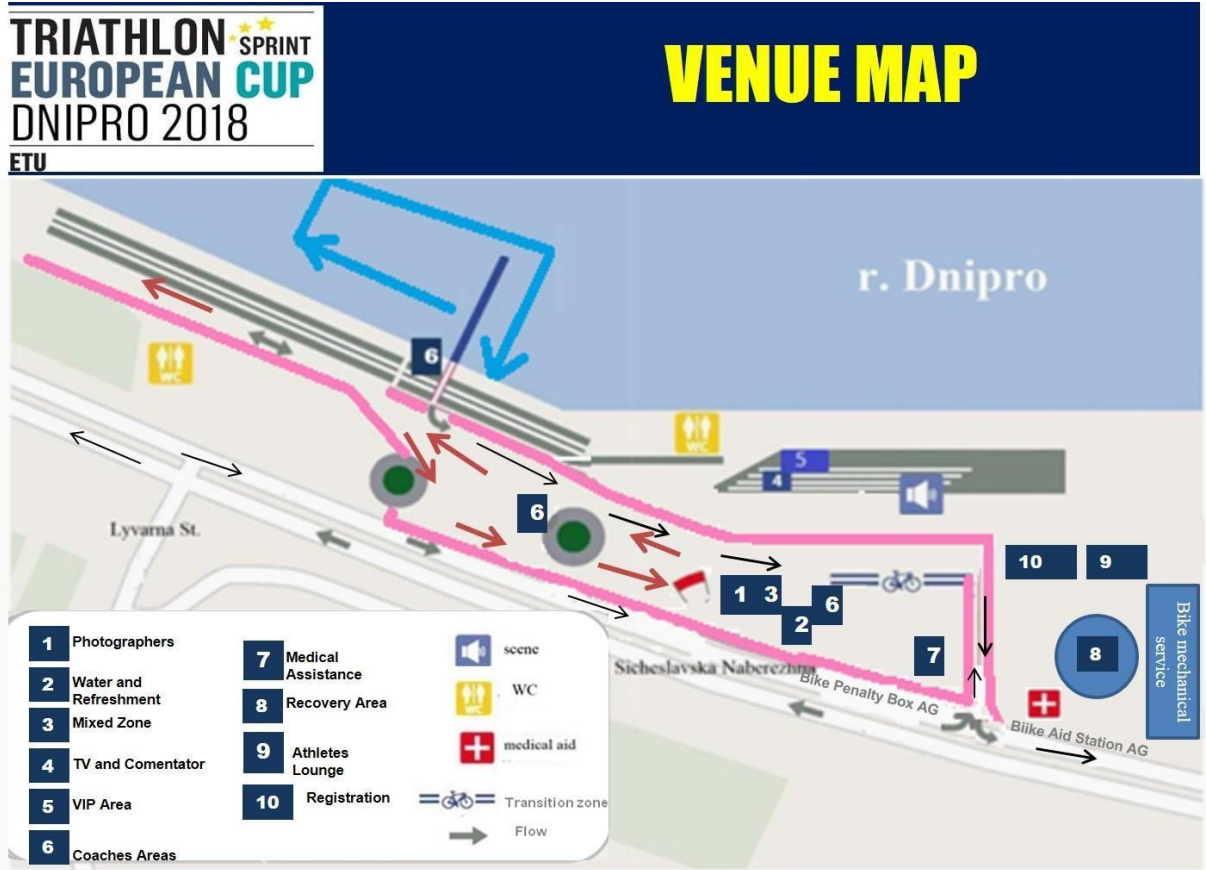 TRIATHLON SPRINT
EUROPEAN CUP
DNIPRO 2018
ETU
VENUE MAP
r. Dnipro
6
WC
WC
5
4
6
Lyvarna St.
10
9
1
3
6
2
7
8
Bike mechanical
service
Sicheslavska Naberezhna
Bike Penalty Box AG
Biike Aid Station AG
1 Photographers
2 Water and
Refreshment
3 Mixed Zone
4 TV and Comentator
5 VIP Area
6 Coaches Areas
7 Medical
Assistance
8 Recovery Area
9 Athletes
Lounge
10 Registration
scene
WC WC
medical aid
Transition zone
Flow